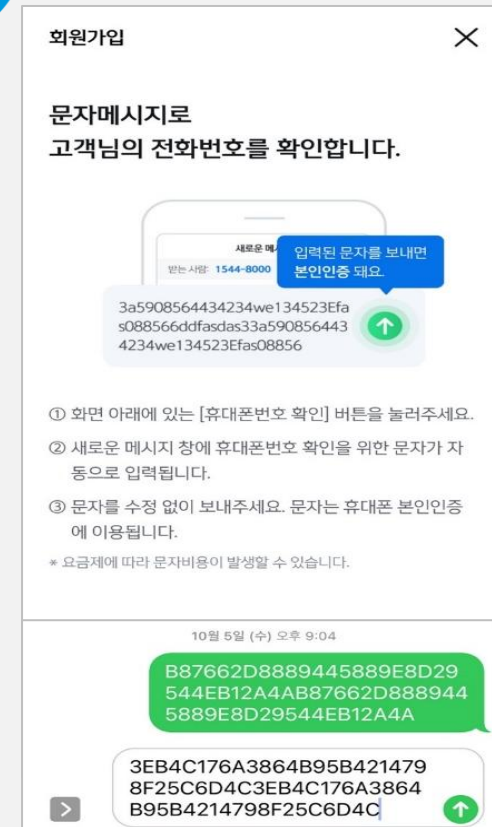 회원가입
문자메시지로
고객님의 전화번호를 확인합니다.
새로운 메
입력된 문자를 보내면
받는 사람: 1544-8000
본인인증 돼요.
3a5908564434234we134523Efa
s088566ddfasdas33a590856443
4234we134523Efas08856
① 화면 아래에 있는 [휴대폰번호 확인] 버튼을 눌러주세요.
② 새로운 메시지 창에 휴대폰번호 확인을 위한 문자가 자
동으로 입력됩니다.
③ 문자를 수정 없이 보내주세요. 문자는 휴대폰 본인인증
에 이용됩니다.
* 요금제에 따라 문자비용이 발생할 수 있습니다.
10월 5일 (수) 오후 9:04
B87662D8889445889E8D29
544EB12A4AB87662D888944
5889E8D29544EB12A4A
3EB4C176A3864B95B421479
8F25C6D4C3EB4C176A3864
B95B4214798F25C6D4C